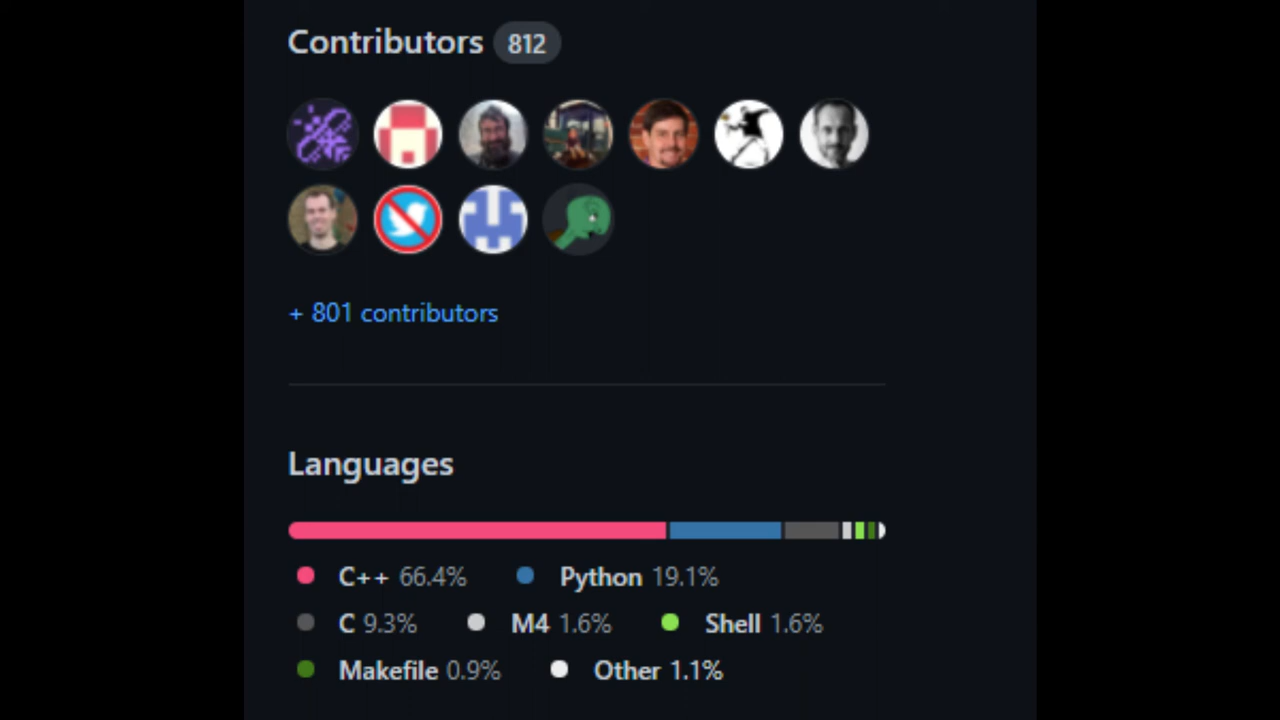 Contributors 812
+ 801 contributors
Languages
C++ 66.4% Python 19.1%
C 9.3% M4 1.6% Shell 1.6%
Makefile 0.9% Other 1.1%